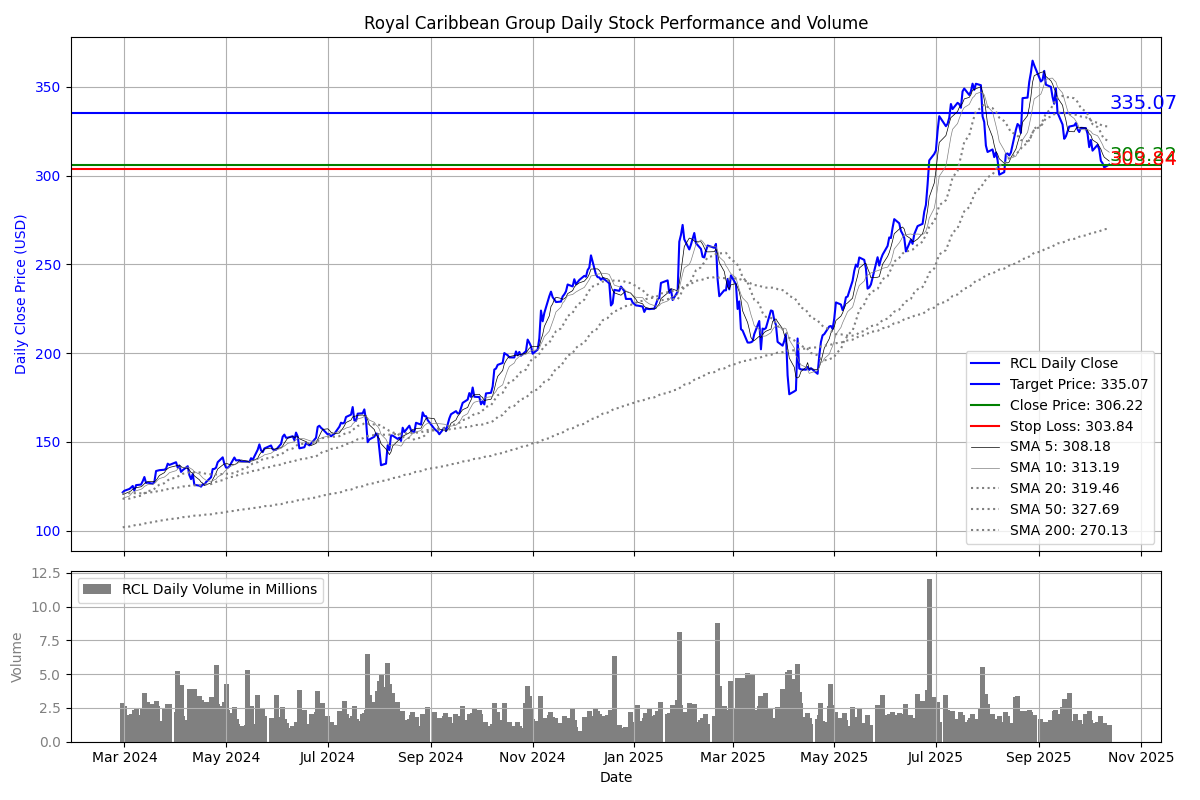 Royal Caribbean Group Daily Stock Performance and Volume
Daily Close Price (USD)
350
300
250
200
150
100
335.07
306.22
303.84
RCL Daily Close
Target Price: 335.07
Close Price: 306.22
Stop Loss: 303.84
SMA 5: 308.18
SMA 10: 313.19
SMA 20: 319.46
SMA 50: 327.69
SMA 200: 270.13
Volume
12.5
10.0
7.5
5.0
2.5
0.0
RCL Daily Volume in Millions
Mar 2024 May 2024 Jul 2024 Sep 2024 Nov 2024 Jan 2025 Mar 2025 May 2025 Jul 2025 Sep 2025 Nov 2025
Date